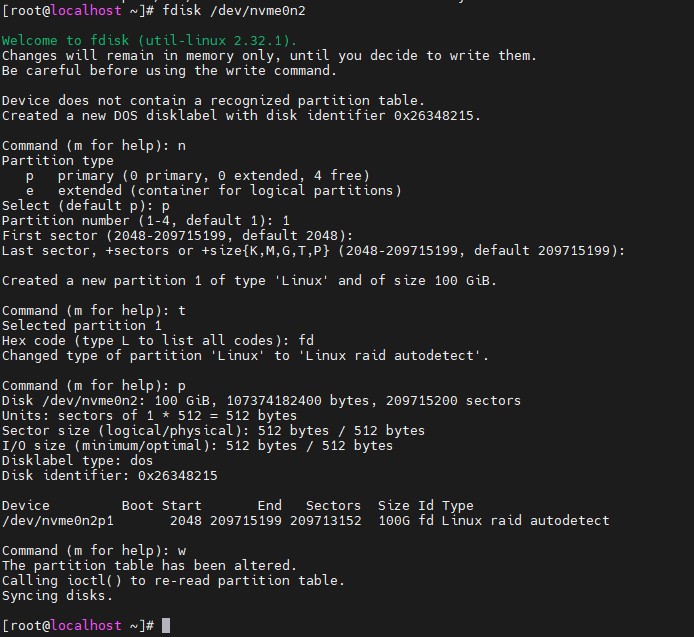 [root@localhost ~]# fdisk /dev/nvme0n2
Welcome to fdisk (util-linux 2.32.1).
Changes will remain in memory only, until you decide to write them.
Be careful before using the write command.
Device does not contain a recognized partition table.
Created a new DOS disklabel with disk identifier 0x26348215.
Command (m for help): n
Partition type
   p   primary (0 primary, 0 extended, 4 free)
   e   extended (container for logical partitions)
Select (default p): p
Partition number (1-4, default 1): 1
First sector (2048-209715199, default 2048):
Last sector, +sectors or +size{K,M,G,T,P} (2048-209715199, default 209715199):
Created a new partition 1 of type 'Linux' and of size 100 GiB.
Command (m for help): t
Selected partition 1
Hex code (type L to list all codes): fd
Changed type of partition 'Linux' to 'Linux raid autodetect'.
Command (m for help): p
Disk /dev/nvme0n2: 100 GiB, 107374182400 bytes, 209715200 sectors
Units: sectors of 1 * 512 = 512 bytes
Sector size (logical/physical): 512 bytes / 512 bytes
I/O size (minimum/optimal): 512 bytes / 512 bytes
Disklabel type: dos
Disk identifier: 0x26348215
Device         Boot Start       End   Sectors  Size Id Type
/dev/nvme0n2p1       2048 209715199 209713152  100G fd Linux raid autodetect
Command (m for help): w
The partition table has been altered.
Calling ioctl() to re-read partition table.
Syncing disks.
[root@localhost ~]#